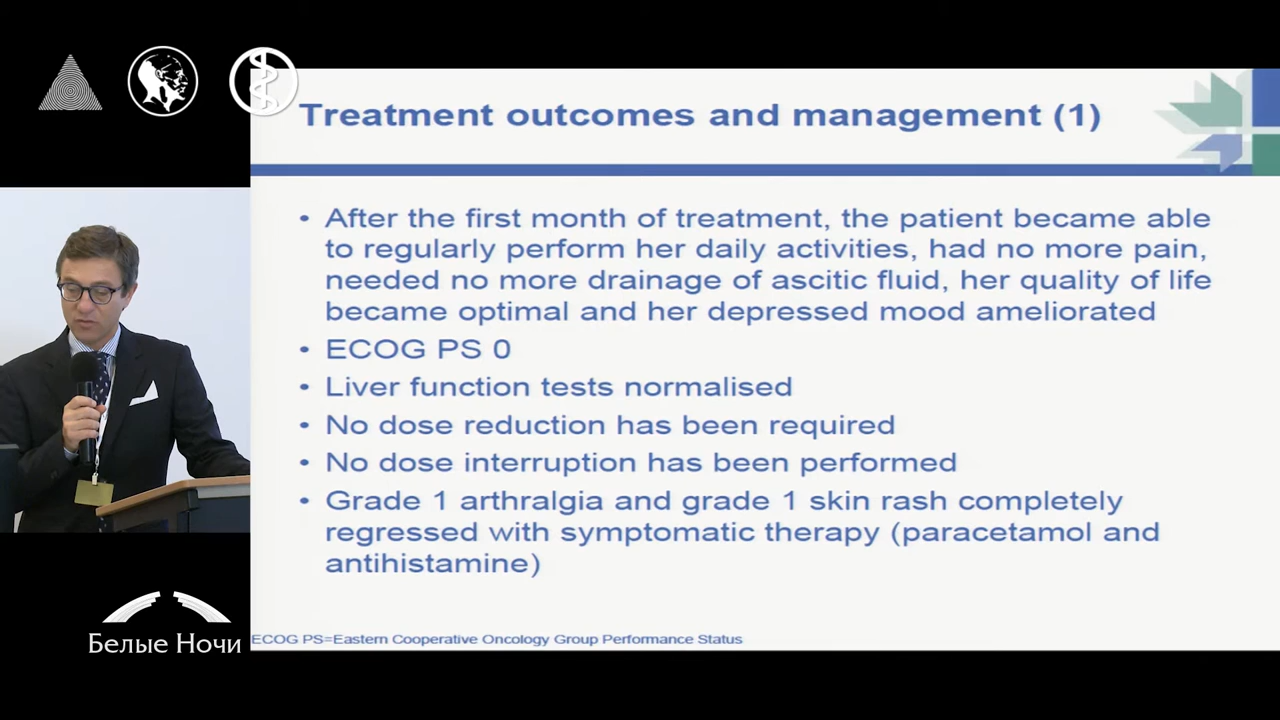 Treatment outcomes and management (1)
• After the first month of treatment, the patient became able
to regularly perform her daily activities, had no more pain,
needed no more drainage of ascitic fluid, her quality of life
became optimal and her depressed mood ameliorated
• ECOG PS 0
• Liver function tests normalised
• No dose reduction has been required
• No dose interruption has been performed
• Grade 1 arthralgia and grade 1 skin rash completely
regressed with symptomatic therapy (paracetamol and
antihistamine)
ECOG PS=Eastern Cooperative Oncology Group Performance Status
Белые Ночи